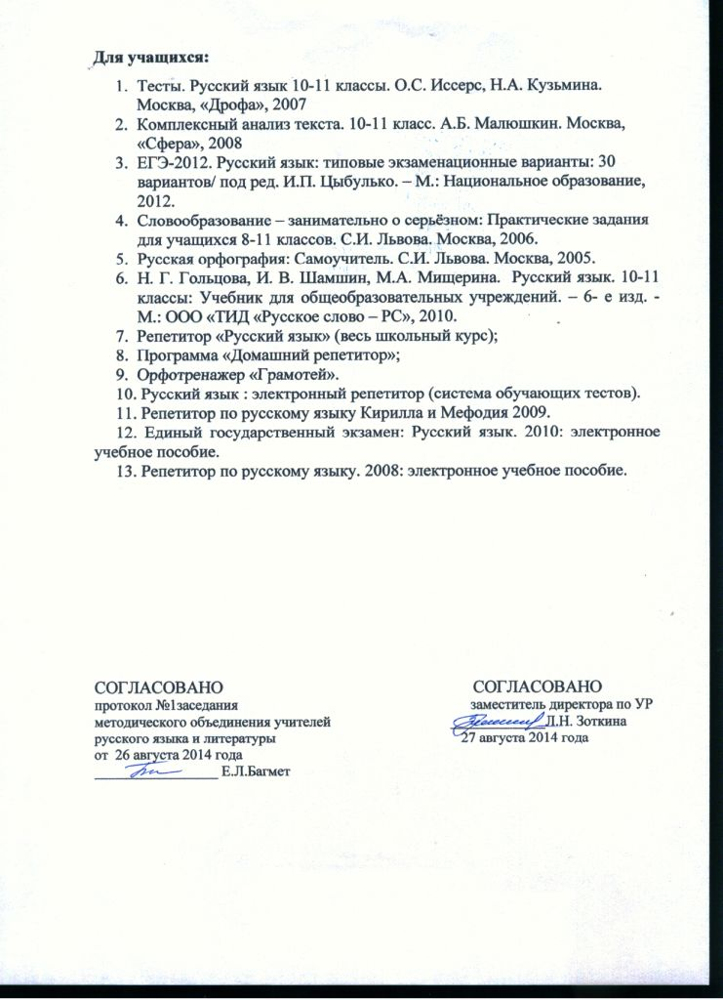 Для учащихся:
1. Тесты. Русский язык 10-11 классы. О.С. Иссерс, Н.А. Кузьмина.
Москва, «Дрофа», 2007
2. Комплексный анализ текста. 10-11 класс. А.Б. Малюшкин. Москва,
«Сфера», 2008
3. ЕГЭ-2012. Русский язык: типовые экзаменационные варианты: 30
вариантов/ под ред. И.П. Цыбулько. – М.: Национальное образование,
2012.
4. Словообразование – занимательно о серьёзном: Практические задания
для учащихся 8-11 классов. С.И. Львова. Москва, 2006.
5. Русская орфография: Самоучитель. С.И. Львова. Москва, 2005.
6. Н. Г. Гольцова, И. В. Шамшин, М.А. Мищерина. Русский язык. 10-11
классы: Учебник для общеобразовательных учреждений. – 6- е изд. -
М.: ООО «ТИД «Русское слово – РС», 2010.
7. Репетитор «Русский язык» (весь школьный курс);
8. Программа «Домашний репетитор»;
9. Орфотренажер «Грамотей».
10. Русский язык : электронный репетитор (система обучающих тестов).
11. Репетитор по русскому языку Кирилла и Мефодия 2009.
12. Единый государственный экзамен: Русский язык. 2010: электронное
учебное пособие.
13. Репетитор по русскому языку. 2008: электронное учебное пособие.
СОГЛАСОВАНО
протокол №1заседания
методического объединения учителей
русского языка и литературы
от 26 августа 2014 года
Е.Л.Багмет
СОГЛАСОВАНО
заместитель директора по УР
Л.Н. Зоткина
27 августа 2014 года